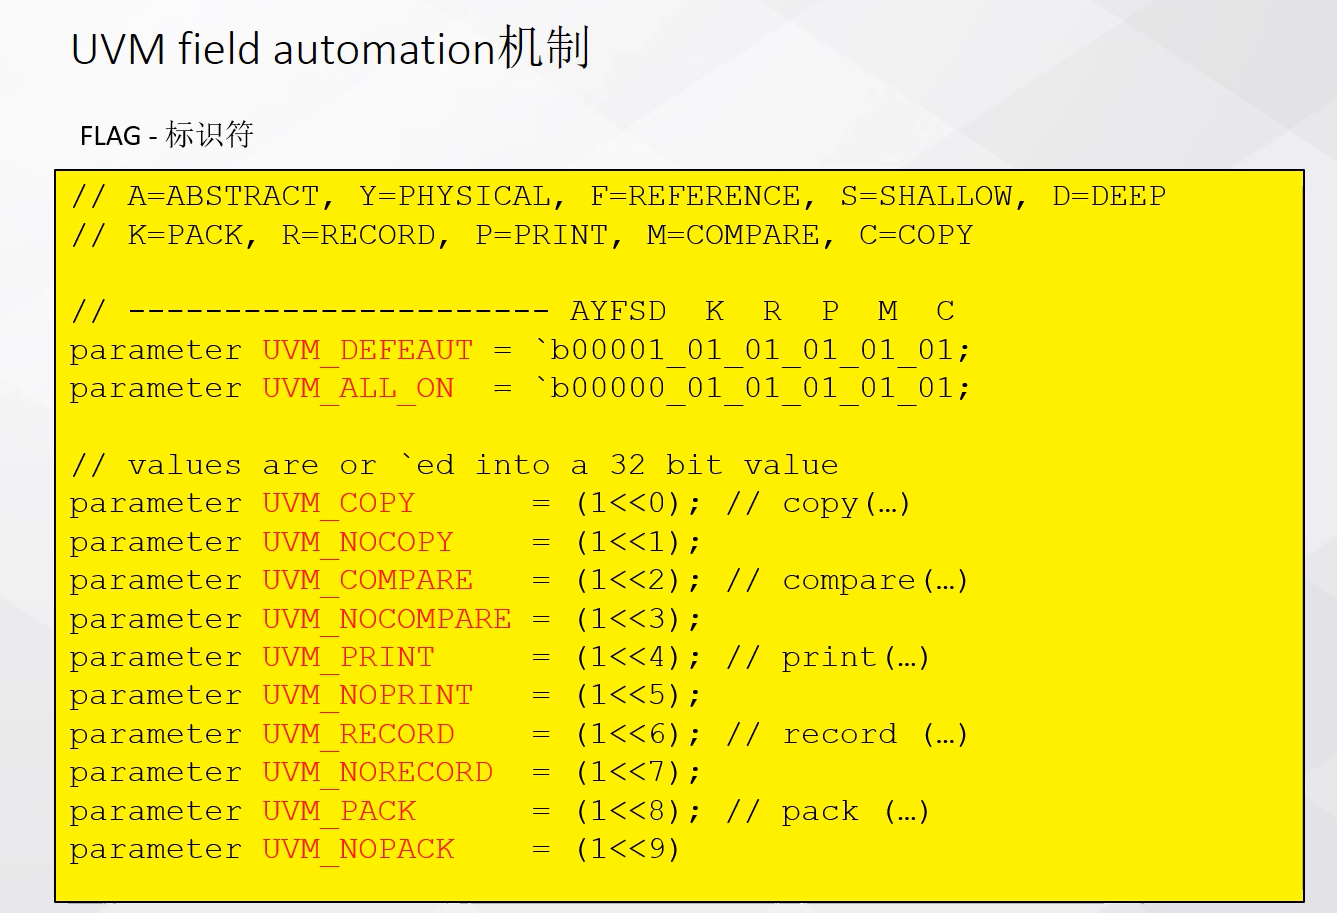 UVM field automation机制
FLAG - 标识符
// A=ABSTRACT, Y=PHYSICAL, F=REFERENCE, S=SHALLOW, D=DEEP
// K=PACK, R=RECORD, P=PRINT, M=COMPARE, C=COPY
// ---------------------- AYFSD K R P M C
parameter UVM_DEFEAUT = `b00001_01_01_01_01_01;
parameter UVM_ALL_ON = `b00000_01_01_01_01_01;
// values are or `ed into a 32 bit value
parameter UVM_COPY = (1<<0); // copy(…)
parameter UVM_NOCOPY = (1<<1);
parameter UVM_COMPARE = (1<<2); // compare(…)
parameter UVM_NOCOMPARE = (1<<3);
parameter UVM_PRINT = (1<<4); // print(…)
parameter UVM_NOPRINT = (1<<5);
parameter UVM_RECORD = (1<<6); // record (…)
parameter UVM_NORECORD = (1<<7);
parameter UVM_PACK = (1<<8); // pack (…)
parameter UVM_NOPACK = (1<<9)